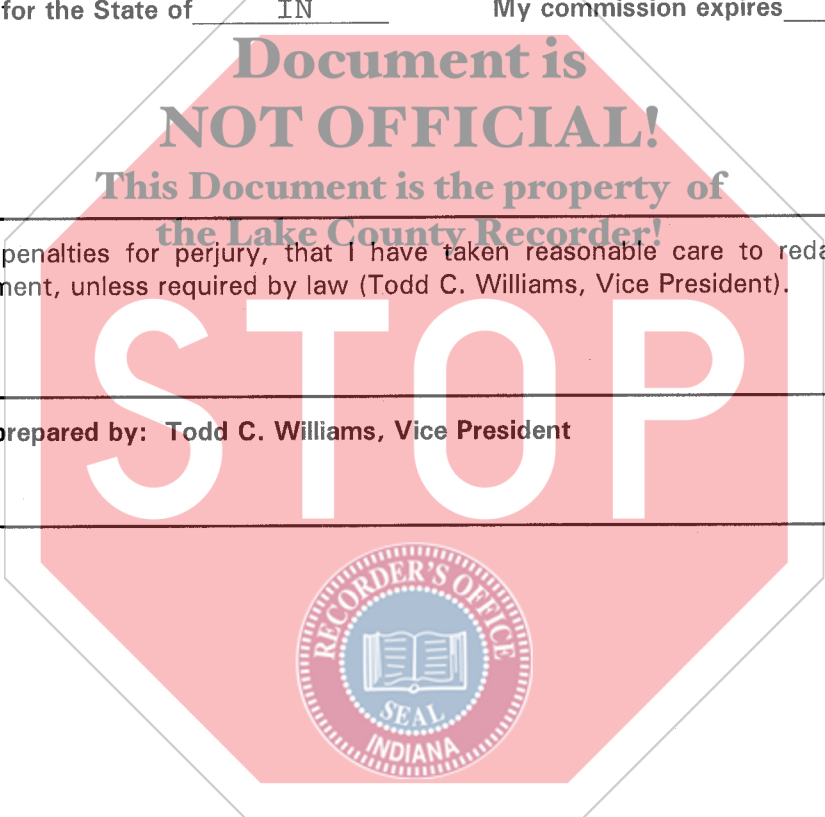 for the State of IN My commission expires
Document is
NOT OFFICIAL!
This Document is the property of
the Lake County Recorder!
penalties for perjury, that I have taken reasonable care to
unless required by law (Todd C. Williams, Vice President).
STOP
prepared by: Todd C. Williams, Vice President
RECORDER'S OFFICE
SEAL
INDIANA